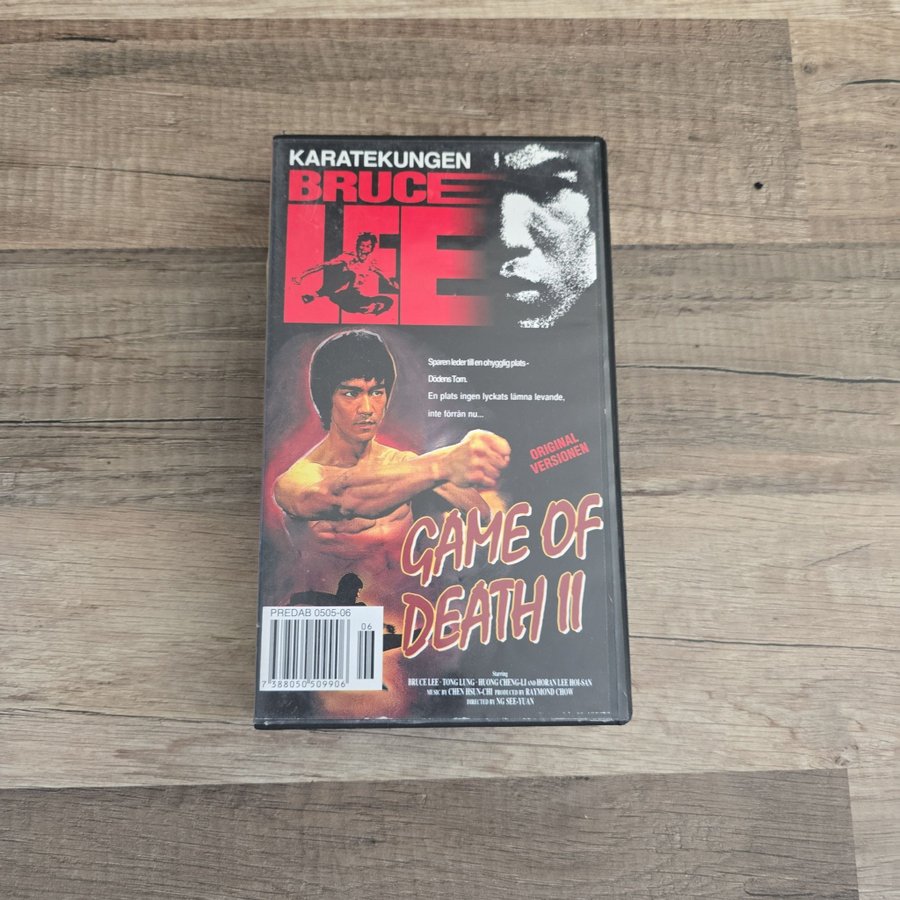 KARATEKUNGEN
BRUCE
LEE
Spåren leder till en ohygglig plats -
Dödens Torn.
En plats ingen lyckats lämna levande,
inte förrän nu...
ORIGINAL
VERSIONEN
GAME OF
DEATH II
PREDAB 0505-06
06
7 388050 509906
Starring
BRUCE LEE · TONG LUNG · HUONG CHENG-LI AND HORAN LEE HOI-SAN
MUSIC BY CHEN HSUN-CHI PRODUCED BY RAYMOND CHOW
DIRECTED BY NG SEE-YUAN